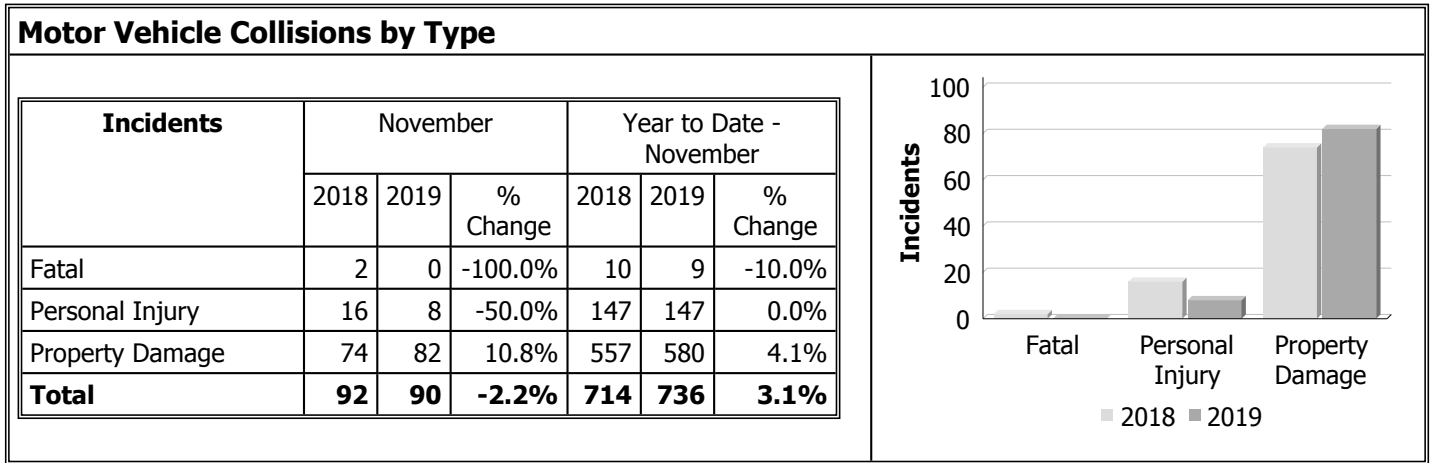 Motor Vehicle Collisions by Type
Incidents November Year to Date -
November
2018 2019 % 2018 2019 %
Change Change
Fatal 2 0 -100.0% 10 9 -10.0%
Personal Injury 16 8 -50.0% 147 147 0.0%
Property Damage 74 82 10.8% 557 580 4.1%
Total 92 90 -2.2% 714 736 3.1%
Incidents
100
80
60
40
20
0
Fatal Personal Property
Injury Damage
2018 2019